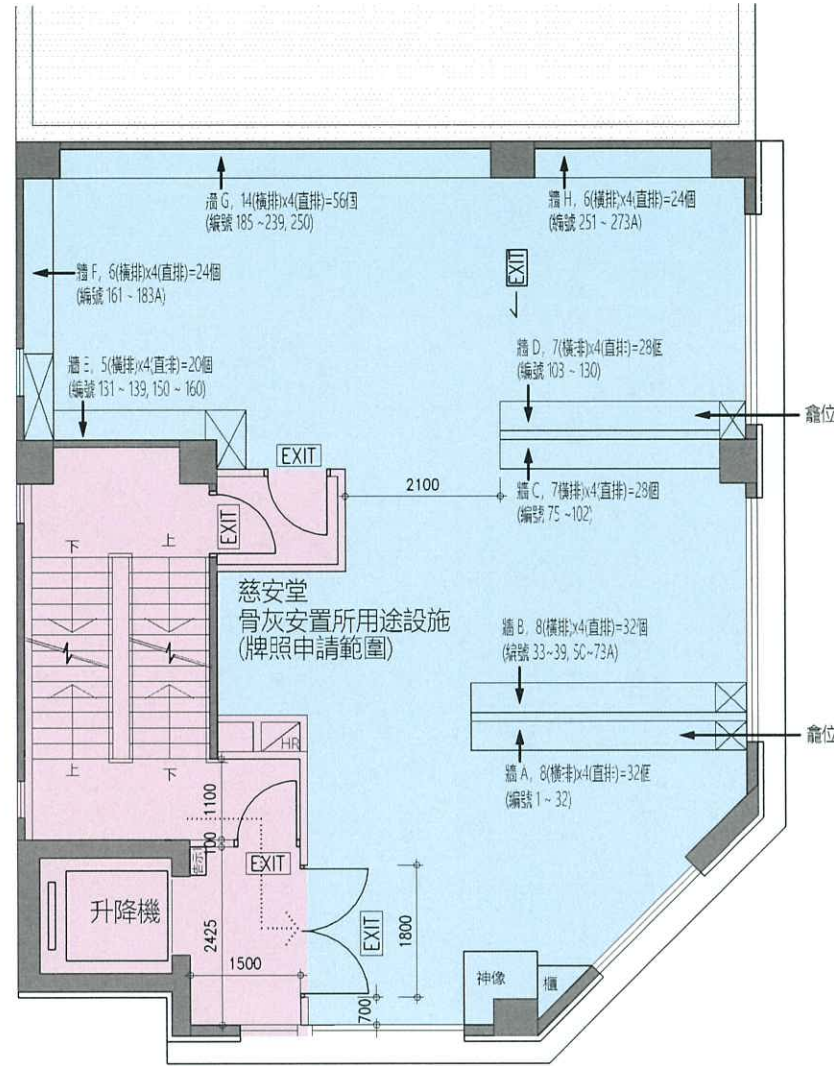 牆 G, 14(橫排)x4(直排)=56個
(編號 185 ~239, 250)
牆 H, 6(橫排)x4(直排)=24個
(編號 251 ~ 273A)
EXIT
牆 F, 6(橫排)x4(直排)=24個
(編號 161 ~ 183A)
牆 D, 7(橫排)x4(直排)=28個
(編號 103 ~ 130)
牆 E, 5(橫排)x4(直排)=20個
(編號 131 ~ 139, 150 ~ 160)
龕位
EXIT
2100
牆 C, 7橫排)x4(直排)=28個
(編號 75 ~102)
EXIT
下
上
慈安堂
骨灰安置所用途設施
(牌照申請範圍)
牆 B, 8(橫排)x4(直排)=32個
(編號 33~39, 50~73A)
龕位
HR
上
下
牆 A, 8(橫排)x4(直排)=32個
(編號 1 ~ 32)
1100
100
告示
EXIT
升降機
2425
1500
EXIT
1800
700
神像
櫃